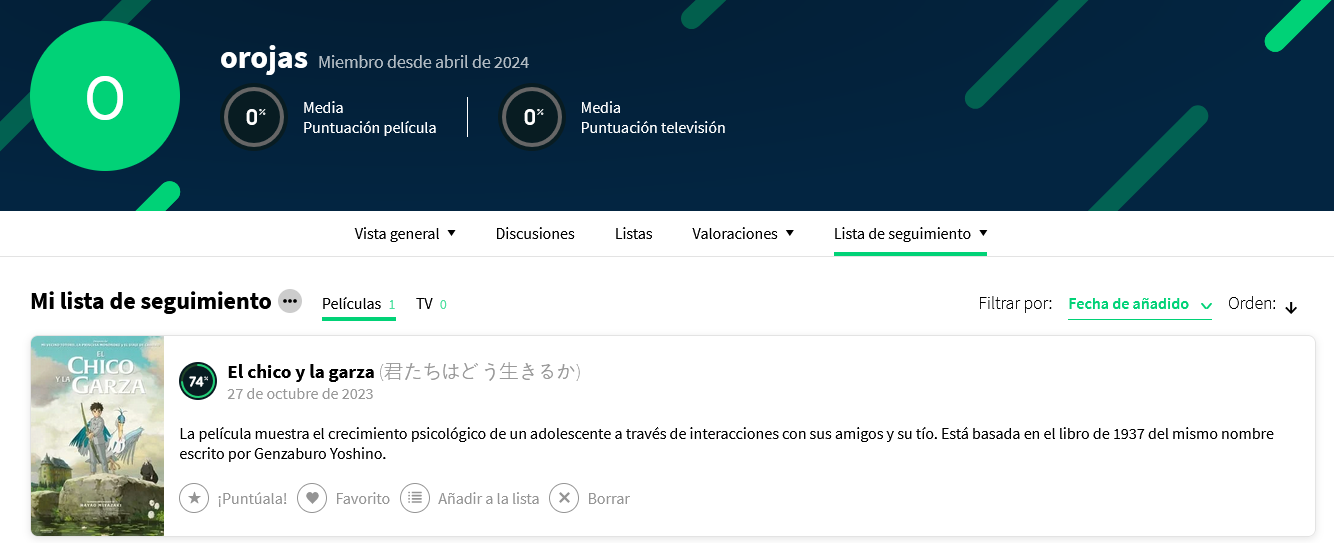 O
orojas Miembro desde abril de 2024
0%
Media
Puntuación película
0%
Media
Puntuación televisión
Vista general
Discusiones
Listas
Valoraciones
Lista de seguimiento
Mi lista de seguimiento
Películas 1
TV 0
Filtrar por: Fecha de añadido
Orden:
EL
CHICO
Y LA GARZA
74%
El chico y la garza (君たちはどう生きるか)
27 de octubre de 2023
La película muestra el crecimiento psicológico de un adolescente a través de interacciones con sus amigos y su tío. Está basada en el libro de 1937 del mismo nombre
escrito por Genzaburo Yoshino.
¡Puntúala!
Favorito
Añadir a la lista
Borrar